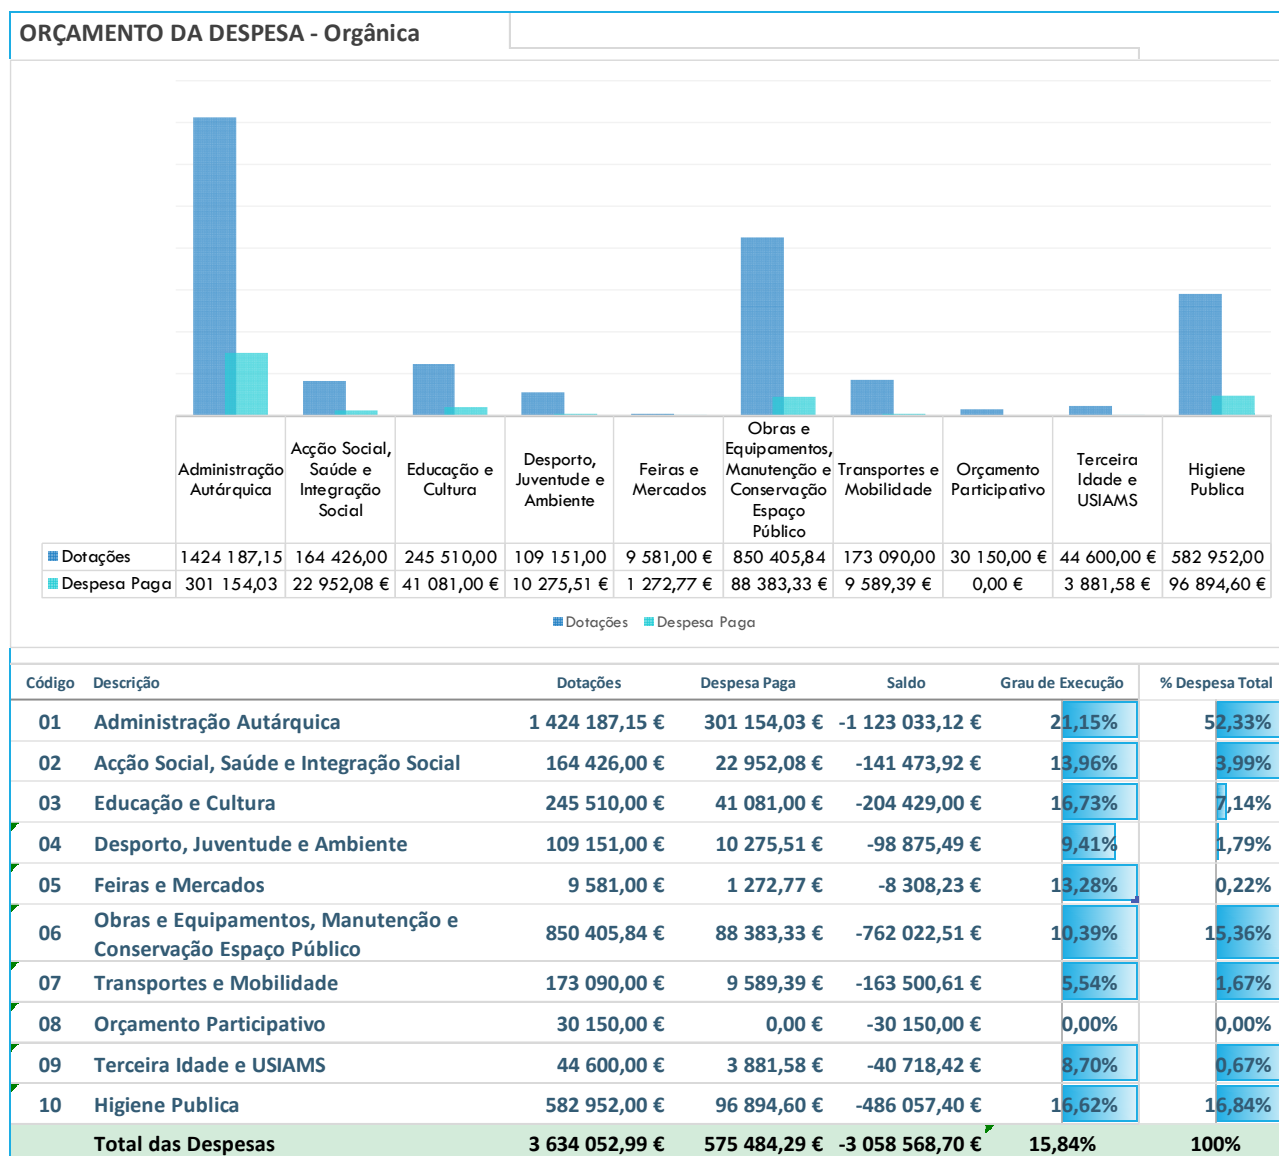 ORÇAMENTO DA DESPESA - Orgânica
Administração Autárquica
Acção Social, Saúde e Integração Social
Educação e Cultura
Desporto, Juventude e Ambiente
Feiras e Mercados
Obras e Equipamentos, Manutenção e Conservação Espaço Público
Transportes e Mobilidade
Orçamento Participativo
Terceira Idade e USIAMS
Higiene Publica
Dotações 1424 187,15 164 426,00 245 510,00 109 151,00 9 581,00 € 850 405,84 173 090,00 30 150,00 € 44 600,00 € 582 952,00
Despesa Paga 301 154,03 22 952,08 € 41 081,00 € 10 275,51 € 1 272,77 € 88 383,33 € 9 589,39 € 0,00 € 3 881,58 € 96 894,60 €
Dotações Despesa Paga
Código Descrição Dotações Despesa Paga Saldo Grau de Execução % Despesa Total
01 Administração Autárquica 1 424 187,15 € 301 154,03 € -1 123 033,12 € 21,15% 52,33%
02 Acção Social, Saúde e Integração Social 164 426,00 € 22 952,08 € -141 473,92 € 13,96% 3,99%
03 Educação e Cultura 245 510,00 € 41 081,00 € -204 429,00 € 16,73% 7,14%
04 Desporto, Juventude e Ambiente 109 151,00 € 10 275,51 € -98 875,49 € 9,41% 1,79%
05 Feiras e Mercados 9 581,00 € 1 272,77 € -8 308,23 € 13,28% 0,22%
06 Obras e Equipamentos, Manutenção e Conservação Espaço Público 850 405,84 € 88 383,33 € -762 022,51 € 10,39% 15,36%
07 Transportes e Mobilidade 173 090,00 € 9 589,39 € -163 500,61 € 5,54% 1,67%
08 Orçamento Participativo 30 150,00 € 0,00 € -30 150,00 € 0,00% 0,00%
09 Terceira Idade e USIAMS 44 600,00 € 3 881,58 € -40 718,42 € 8,70% 0,67%
10 Higiene Publica 582 952,00 € 96 894,60 € -486 057,40 € 16,62% 16,84%
Total das Despesas 3 634 052,99 € 575 484,29 € -3 058 568,70 € 15,84% 100%